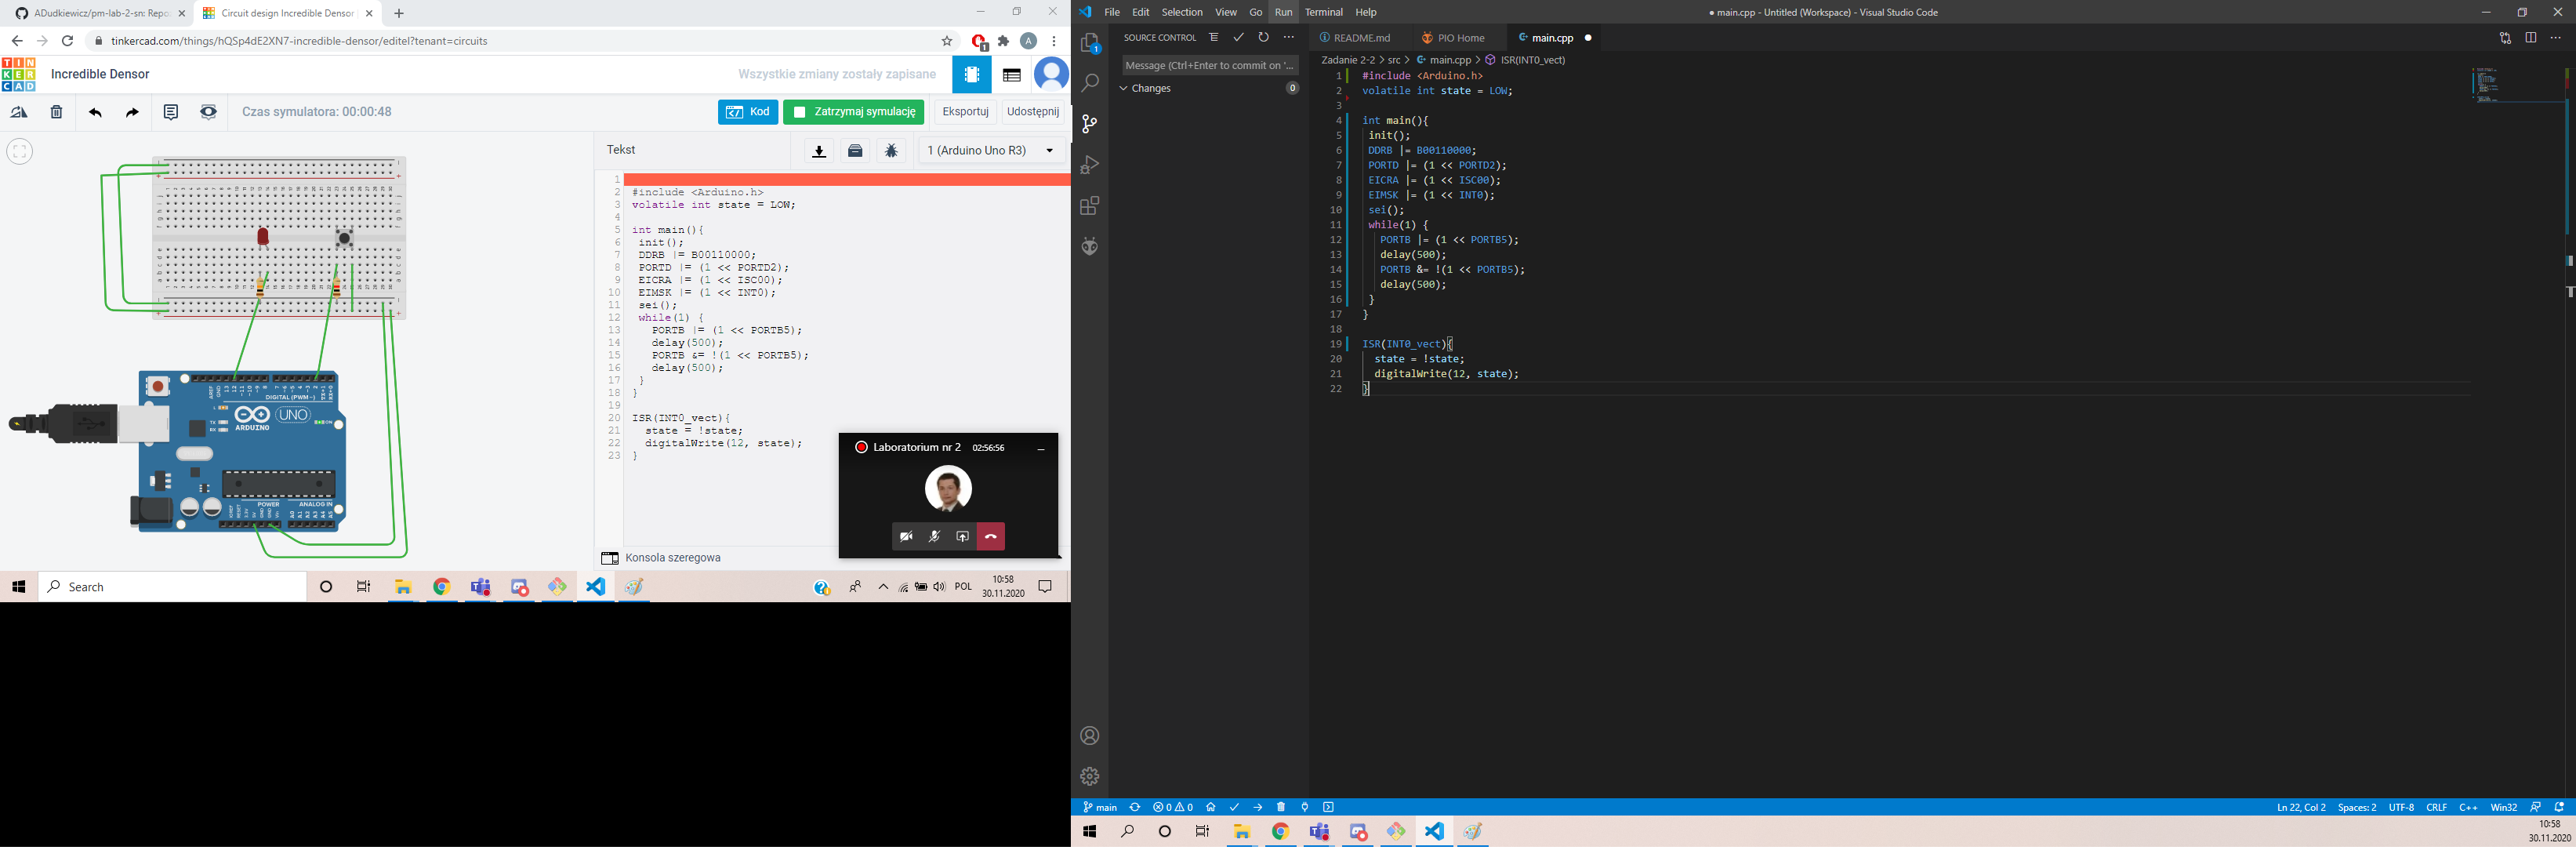 ADudkiewicz/pm-lab-2-sn: Repo
Circuit design Incredible Densor
tinkercad.com/things/hQSp4dE2XN7-incredible-densor/editel?tenant=circuits
A
1
TIN
KER
CAD
Incredible Densor
Wszystkie zmiany zostały zapisane
Czas symulatora: 00:00:48
Kod
Zatrzymaj symulację
Eksportuj
Udostępnij
Tekst
1 (Arduino Uno R3)
1
2 #include <Arduino.h>
3 volatile int state = LOW;
4
5 int main(){
6 init();
7 DDRB |= B00110000;
8 PORTD |= (1 << PORTD2);
9 EICRA |= (1 << ISC00);
10 EIMSK |= (1 << INT0);
11 sei();
12 while(1) {
13 PORTB |= (1 << PORTB5);
14 delay(500);
15 PORTB &= !(1 << PORTB5);
16 delay(500);
17 }
18 }
19
20 ISR(INT0_vect){
21 state = !state;
22 digitalWrite(12, state);
23 }
DIGITAL (PWM~)
UNO
ARDUINO
TX
RX
ON
L
POWER
ANALOG IN
Laboratorium nr 2 02:56:56
Konsola szeregowa
Search
POL
10:58
30.11.2020
File Edit Selection View Go Run Terminal Help
● main.cpp - Untitled (Workspace) - Visual Studio Code
1
SOURCE CONTROL
Message (Ctrl+Enter to commit on '...
Changes
0
README.md
PIO Home
main.cpp
Zadanie 2-2 > src > main.cpp > ISR(INT0_vect)
1 #include <Arduino.h>
2 volatile int state = LOW;
3
4 int main(){
5 init();
6 DDRB |= B00110000;
7 PORTD |= (1 << PORTD2);
8 EICRA |= (1 << ISC00);
9 EIMSK |= (1 << INT0);
10 sei();
11 while(1) {
12 PORTB |= (1 << PORTB5);
13 delay(500);
14 PORTB &= !(1 << PORTB5);
15 delay(500);
16 }
17 }
18
19 ISR(INT0_vect){
20 state = !state;
21 digitalWrite(12, state);
22 }
main
0
0
Ln 22, Col 2
Spaces: 2
UTF-8
CRLF
C++
Win32
10:58
30.11.2020